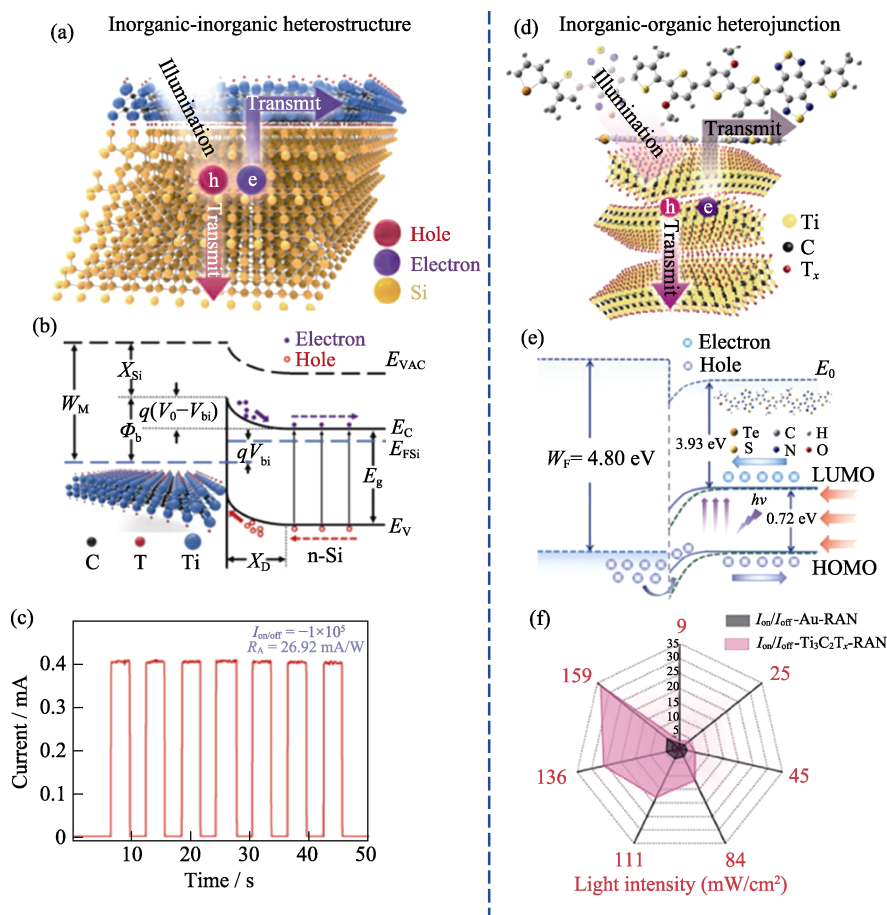 Inorganic-inorganic heterostructure
(a)
Illumination
Transmit
h
e
Transmit
Hole
Electron
Si
(b)
Electron
Hole
E_VAC
X_Si
W_M
q(V_0−V_bi)
Φ_b
E_C
qV_bi
E_FSi
E_g
E_V
X_D
n-Si
C
T
Ti
(c)
I_on/off = −1×10^5
R_A = 26.92 mA/W
Current / mA
0.4
0.3
0.2
0.1
0
10
20
30
40
50
Time / s
Inorganic-organic heterojunction
(d)
Illumination
Transmit
h
e
Transmit
Ti
C
T_x
(e)
Electron
Hole
E_0
W_F= 4.80 eV
3.93 eV
Te
C
H
S
N
O
LUMO
hν
0.72 eV
HOMO
(f)
I_on/I_off-Au-RAN
I_on/I_off-Ti_3C_2T_x-RAN
9
35
30
25
20
15
10
5
25
45
84
111
136
159
Light intensity (mW/cm²)